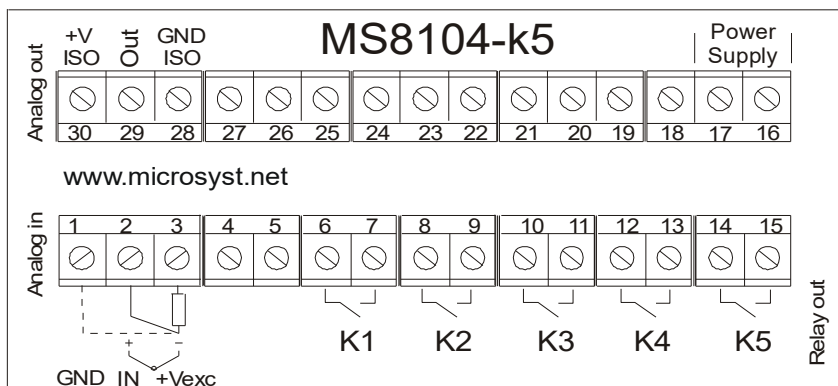 MS8104-k5
+V
ISO
Out
GND
ISO
Power
Supply
Analog out
30 29 28 27 26 25 24 23 22 21 20 19 18 17 16
www.microsyst.net
Analog in
1 2 3 4 5 6 7 8 9 10 11 12 13 14 15
K1 K2 K3 K4 K5
Relay out
+ −
GND IN +Vexc